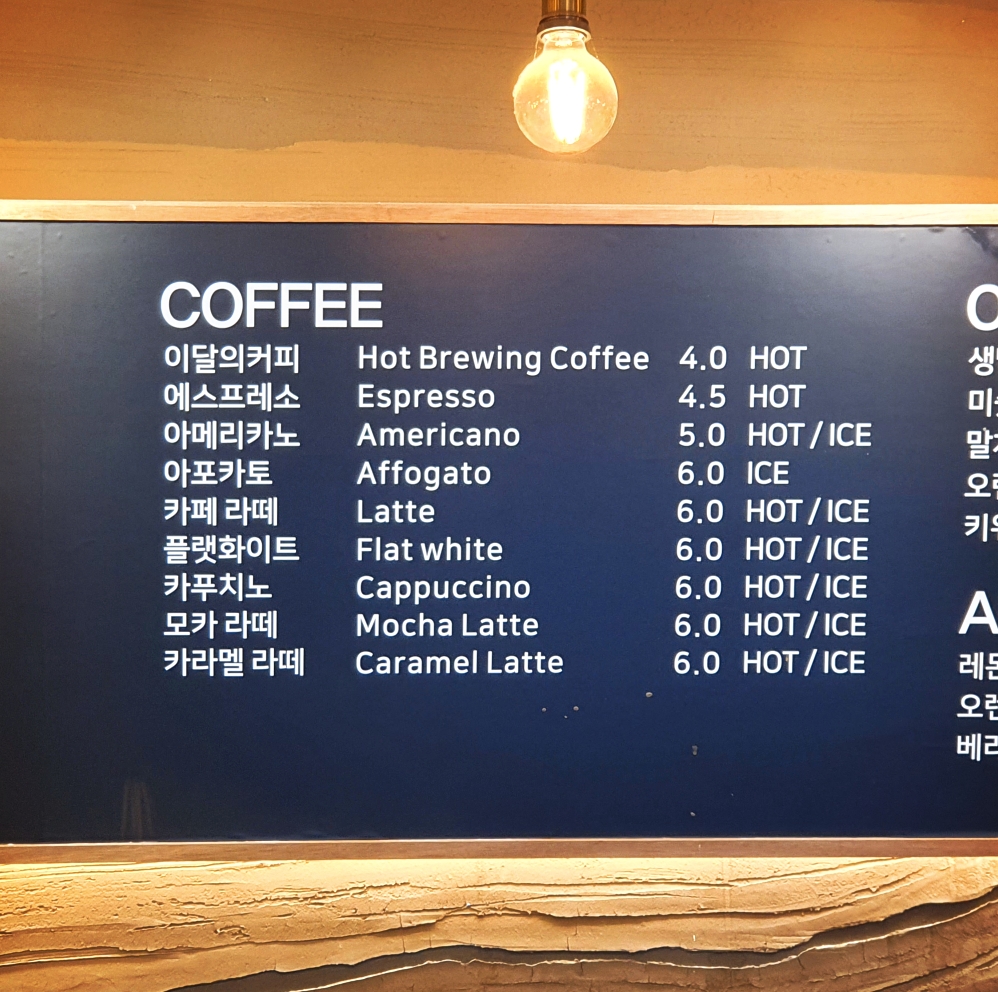 COFFEE
이달의커피 Hot Brewing Coffee 4.0 HOT
에스프레소 Espresso 4.5 HOT
아메리카노 Americano 5.0 HOT / ICE
아포카토 Affogato 6.0 ICE
카페 라떼 Latte 6.0 HOT / ICE
플랫화이트 Flat white 6.0 HOT / ICE
카푸치노 Cappuccino 6.0 HOT / ICE
모카 라떼 Mocha Latte 6.0 HOT / ICE
카라멜 라떼 Caramel Latte 6.0 HOT / ICE